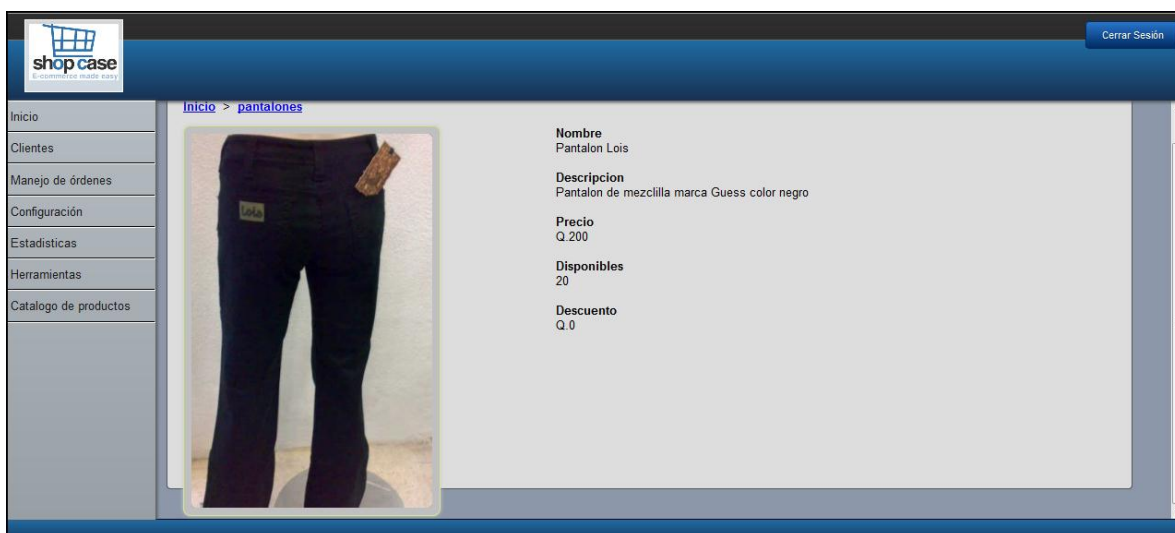 Cerrar Sesión
shop case
E-commerce made easy
Inicio
Clientes
Manejo de órdenes
Configuración
Estadisticas
Herramientas
Catalogo de productos
Inicio > pantalones
Lois
Nombre
Pantalon Lois
Descripcion
Pantalon de mezclilla marca Guess color negro
Precio
Q.200
Disponibles
20
Descuento
Q.0